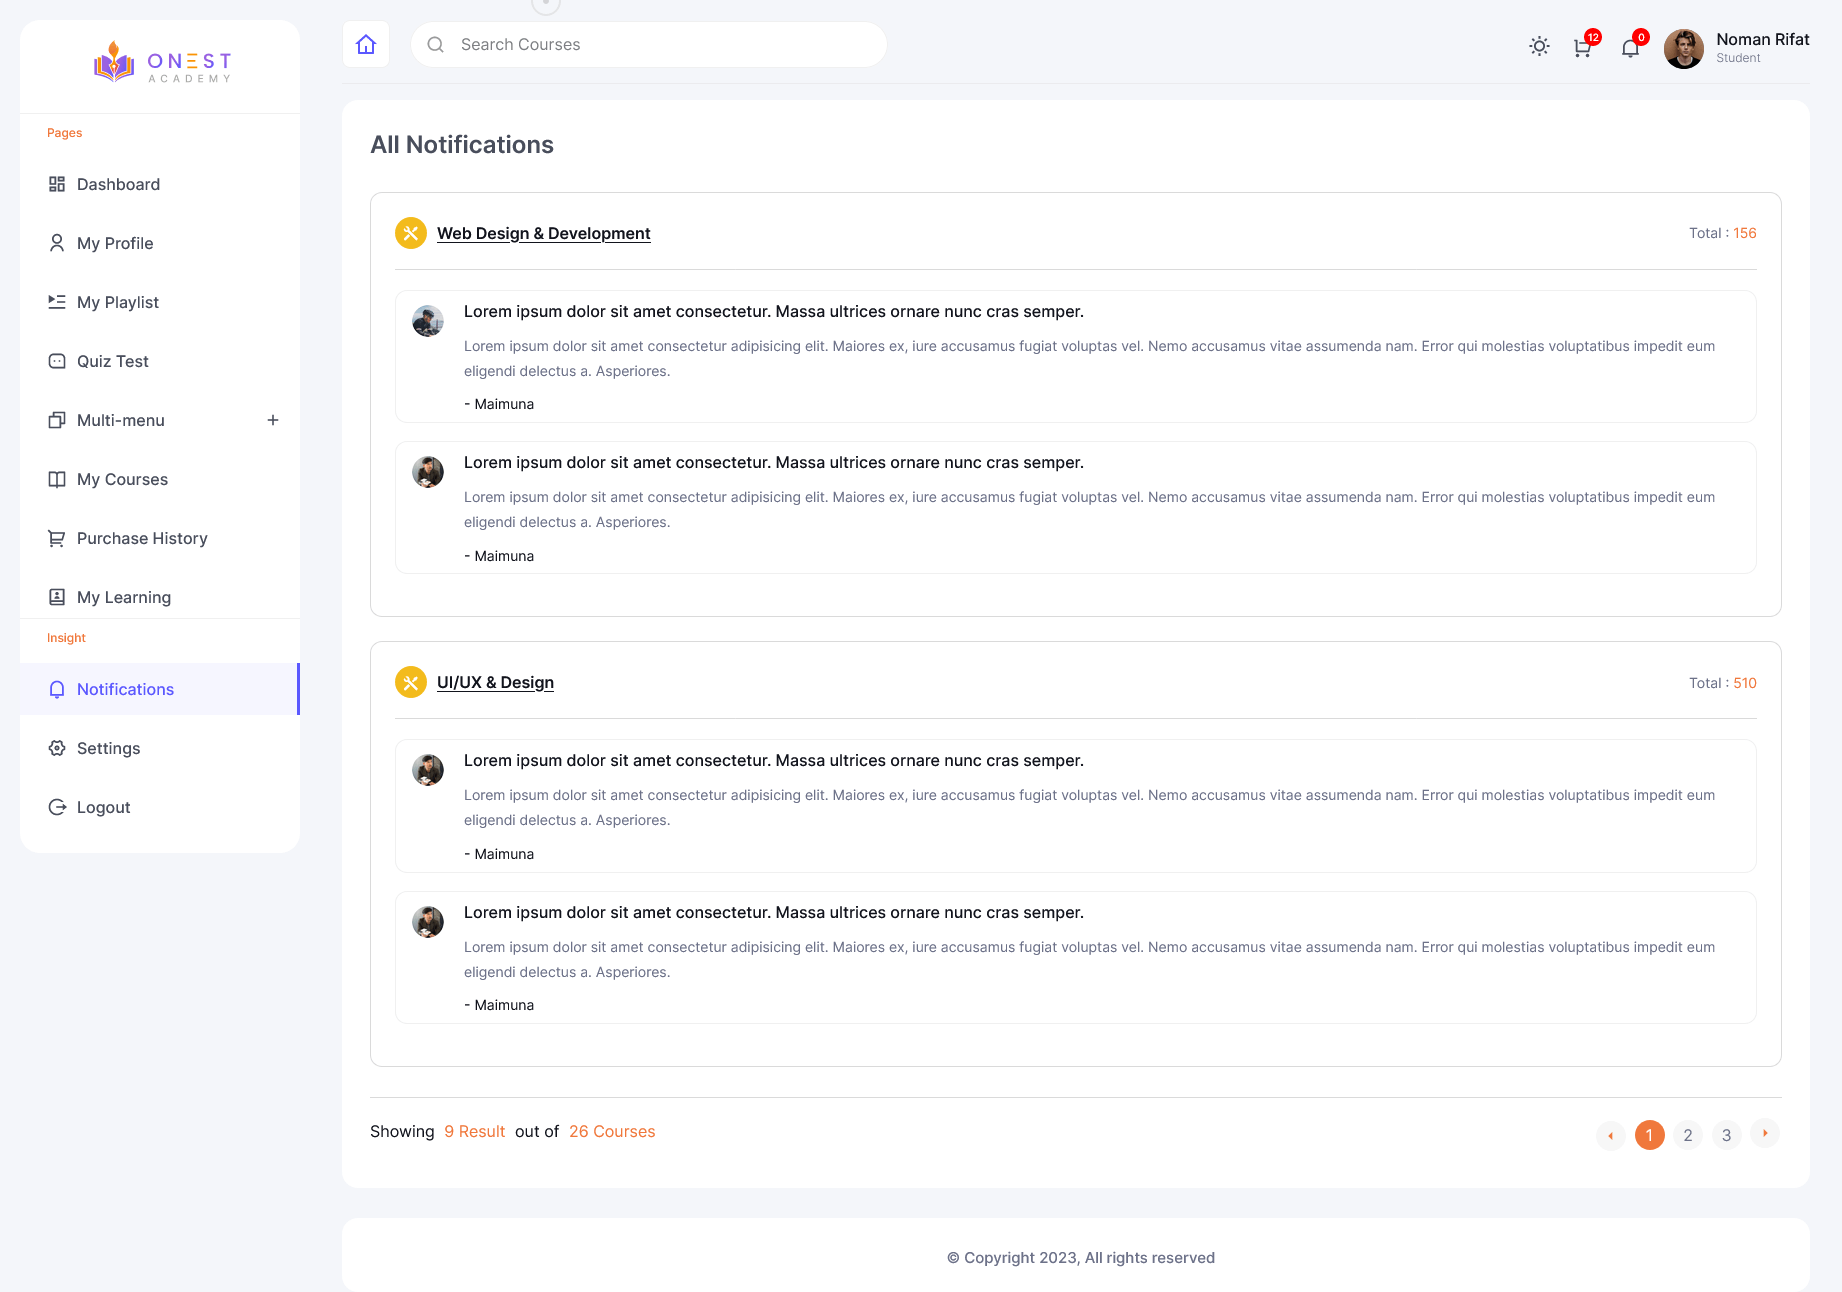 ONEST
ACADEMY
Pages
Dashboard
My Profile
My Playlist
Quiz Test
Multi-menu
My Courses
Purchase History
My Learning
Insight
Notifications
Settings
Logout
Search Courses
12
0
Noman Rifat
Student
All Notifications
Web Design & Development
Total : 156
Lorem ipsum dolor sit amet consectetur. Massa ultrices ornare nunc cras semper.
Lorem ipsum dolor sit amet consectetur adipisicing elit. Maiores ex, iure accusamus fugiat voluptas vel. Nemo accusamus vitae assumenda nam. Error qui molestias voluptatibus impedit eum
eligendi delectus a. Asperiores.
- Maimuna
Lorem ipsum dolor sit amet consectetur. Massa ultrices ornare nunc cras semper.
Lorem ipsum dolor sit amet consectetur adipisicing elit. Maiores ex, iure accusamus fugiat voluptas vel. Nemo accusamus vitae assumenda nam. Error qui molestias voluptatibus impedit eum
eligendi delectus a. Asperiores.
- Maimuna
UI/UX & Design
Total : 510
Lorem ipsum dolor sit amet consectetur. Massa ultrices ornare nunc cras semper.
Lorem ipsum dolor sit amet consectetur adipisicing elit. Maiores ex, iure accusamus fugiat voluptas vel. Nemo accusamus vitae assumenda nam. Error qui molestias voluptatibus impedit eum
eligendi delectus a. Asperiores.
- Maimuna
Lorem ipsum dolor sit amet consectetur. Massa ultrices ornare nunc cras semper.
Lorem ipsum dolor sit amet consectetur adipisicing elit. Maiores ex, iure accusamus fugiat voluptas vel. Nemo accusamus vitae assumenda nam. Error qui molestias voluptatibus impedit eum
eligendi delectus a. Asperiores.
- Maimuna
Showing 9 Result out of 26 Courses
1 2 3
© Copyright 2023, All rights reserved